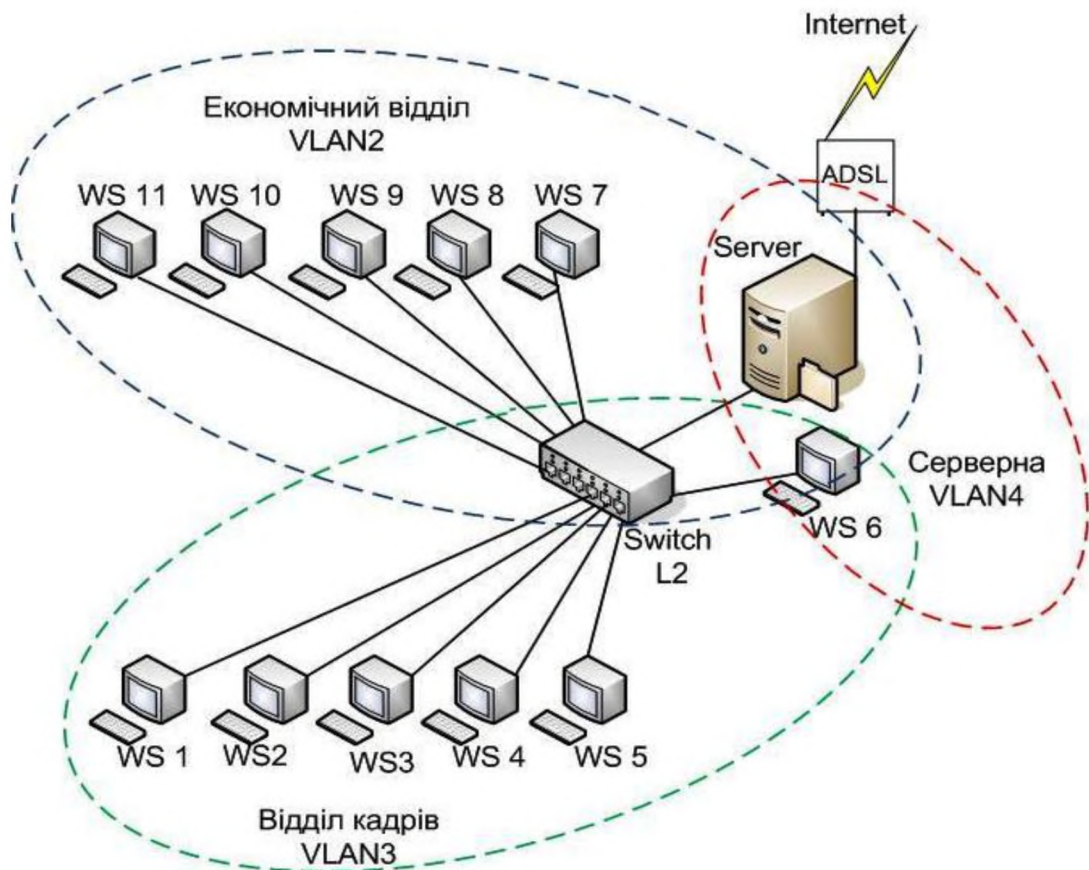 Internet
Економічний відділ
VLAN2
ADSL
WS 11
WS 10
WS 9
WS 8
WS 7
Server
Серверна
VLAN4
WS 6
Switch
L2
WS 1
WS2
WS3
WS 4
WS 5
Відділ кадрів
VLAN3